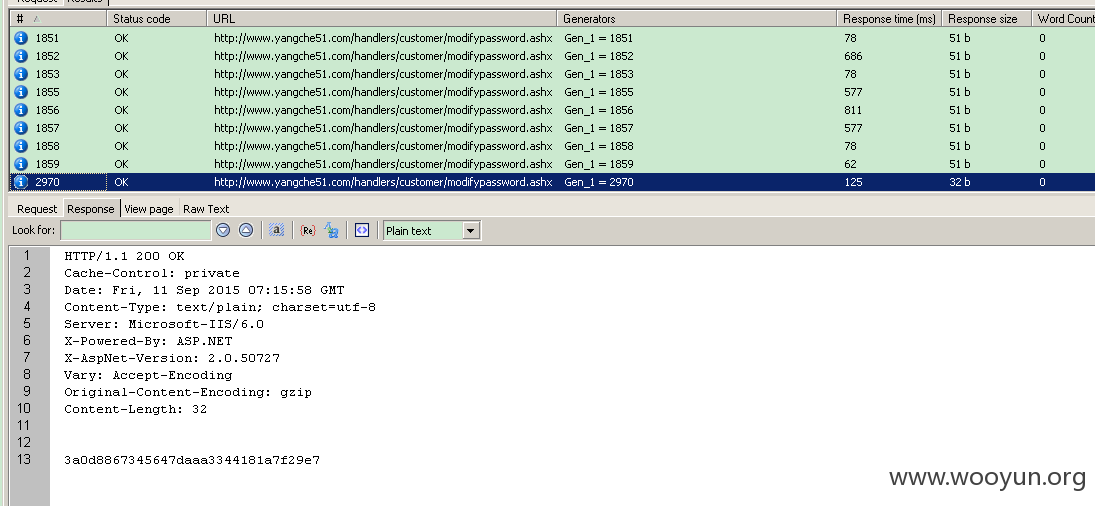 Request Results
# Status code URL Generators Response time (ms) Response size Word Count
1851 OK http://www.yangche51.com/handlers/customer/modifypassword.ashx Gen_1 = 1851 78 51 b 0
1852 OK http://www.yangche51.com/handlers/customer/modifypassword.ashx Gen_1 = 1852 686 51 b 0
1853 OK http://www.yangche51.com/handlers/customer/modifypassword.ashx Gen_1 = 1853 78 51 b 0
1855 OK http://www.yangche51.com/handlers/customer/modifypassword.ashx Gen_1 = 1855 577 51 b 0
1856 OK http://www.yangche51.com/handlers/customer/modifypassword.ashx Gen_1 = 1856 811 51 b 0
1857 OK http://www.yangche51.com/handlers/customer/modifypassword.ashx Gen_1 = 1857 577 51 b 0
1858 OK http://www.yangche51.com/handlers/customer/modifypassword.ashx Gen_1 = 1858 78 51 b 0
1859 OK http://www.yangche51.com/handlers/customer/modifypassword.ashx Gen_1 = 1859 62 51 b 0
2970 OK http://www.yangche51.com/handlers/customer/modifypassword.ashx Gen_1 = 2970 125 32 b 0
Request Response View page Raw Text
Look for: a {Re} Plain text
1 HTTP/1.1 200 OK
2 Cache-Control: private
3 Date: Fri, 11 Sep 2015 07:15:58 GMT
4 Content-Type: text/plain; charset=utf-8
5 Server: Microsoft-IIS/6.0
6 X-Powered-By: ASP.NET
7 X-AspNet-Version: 2.0.50727
8 Vary: Accept-Encoding
9 Original-Content-Encoding: gzip
10 Content-Length: 32
11
12
13 3a0d8867345647daaa3344181a7f29e7
www.wooyun.org